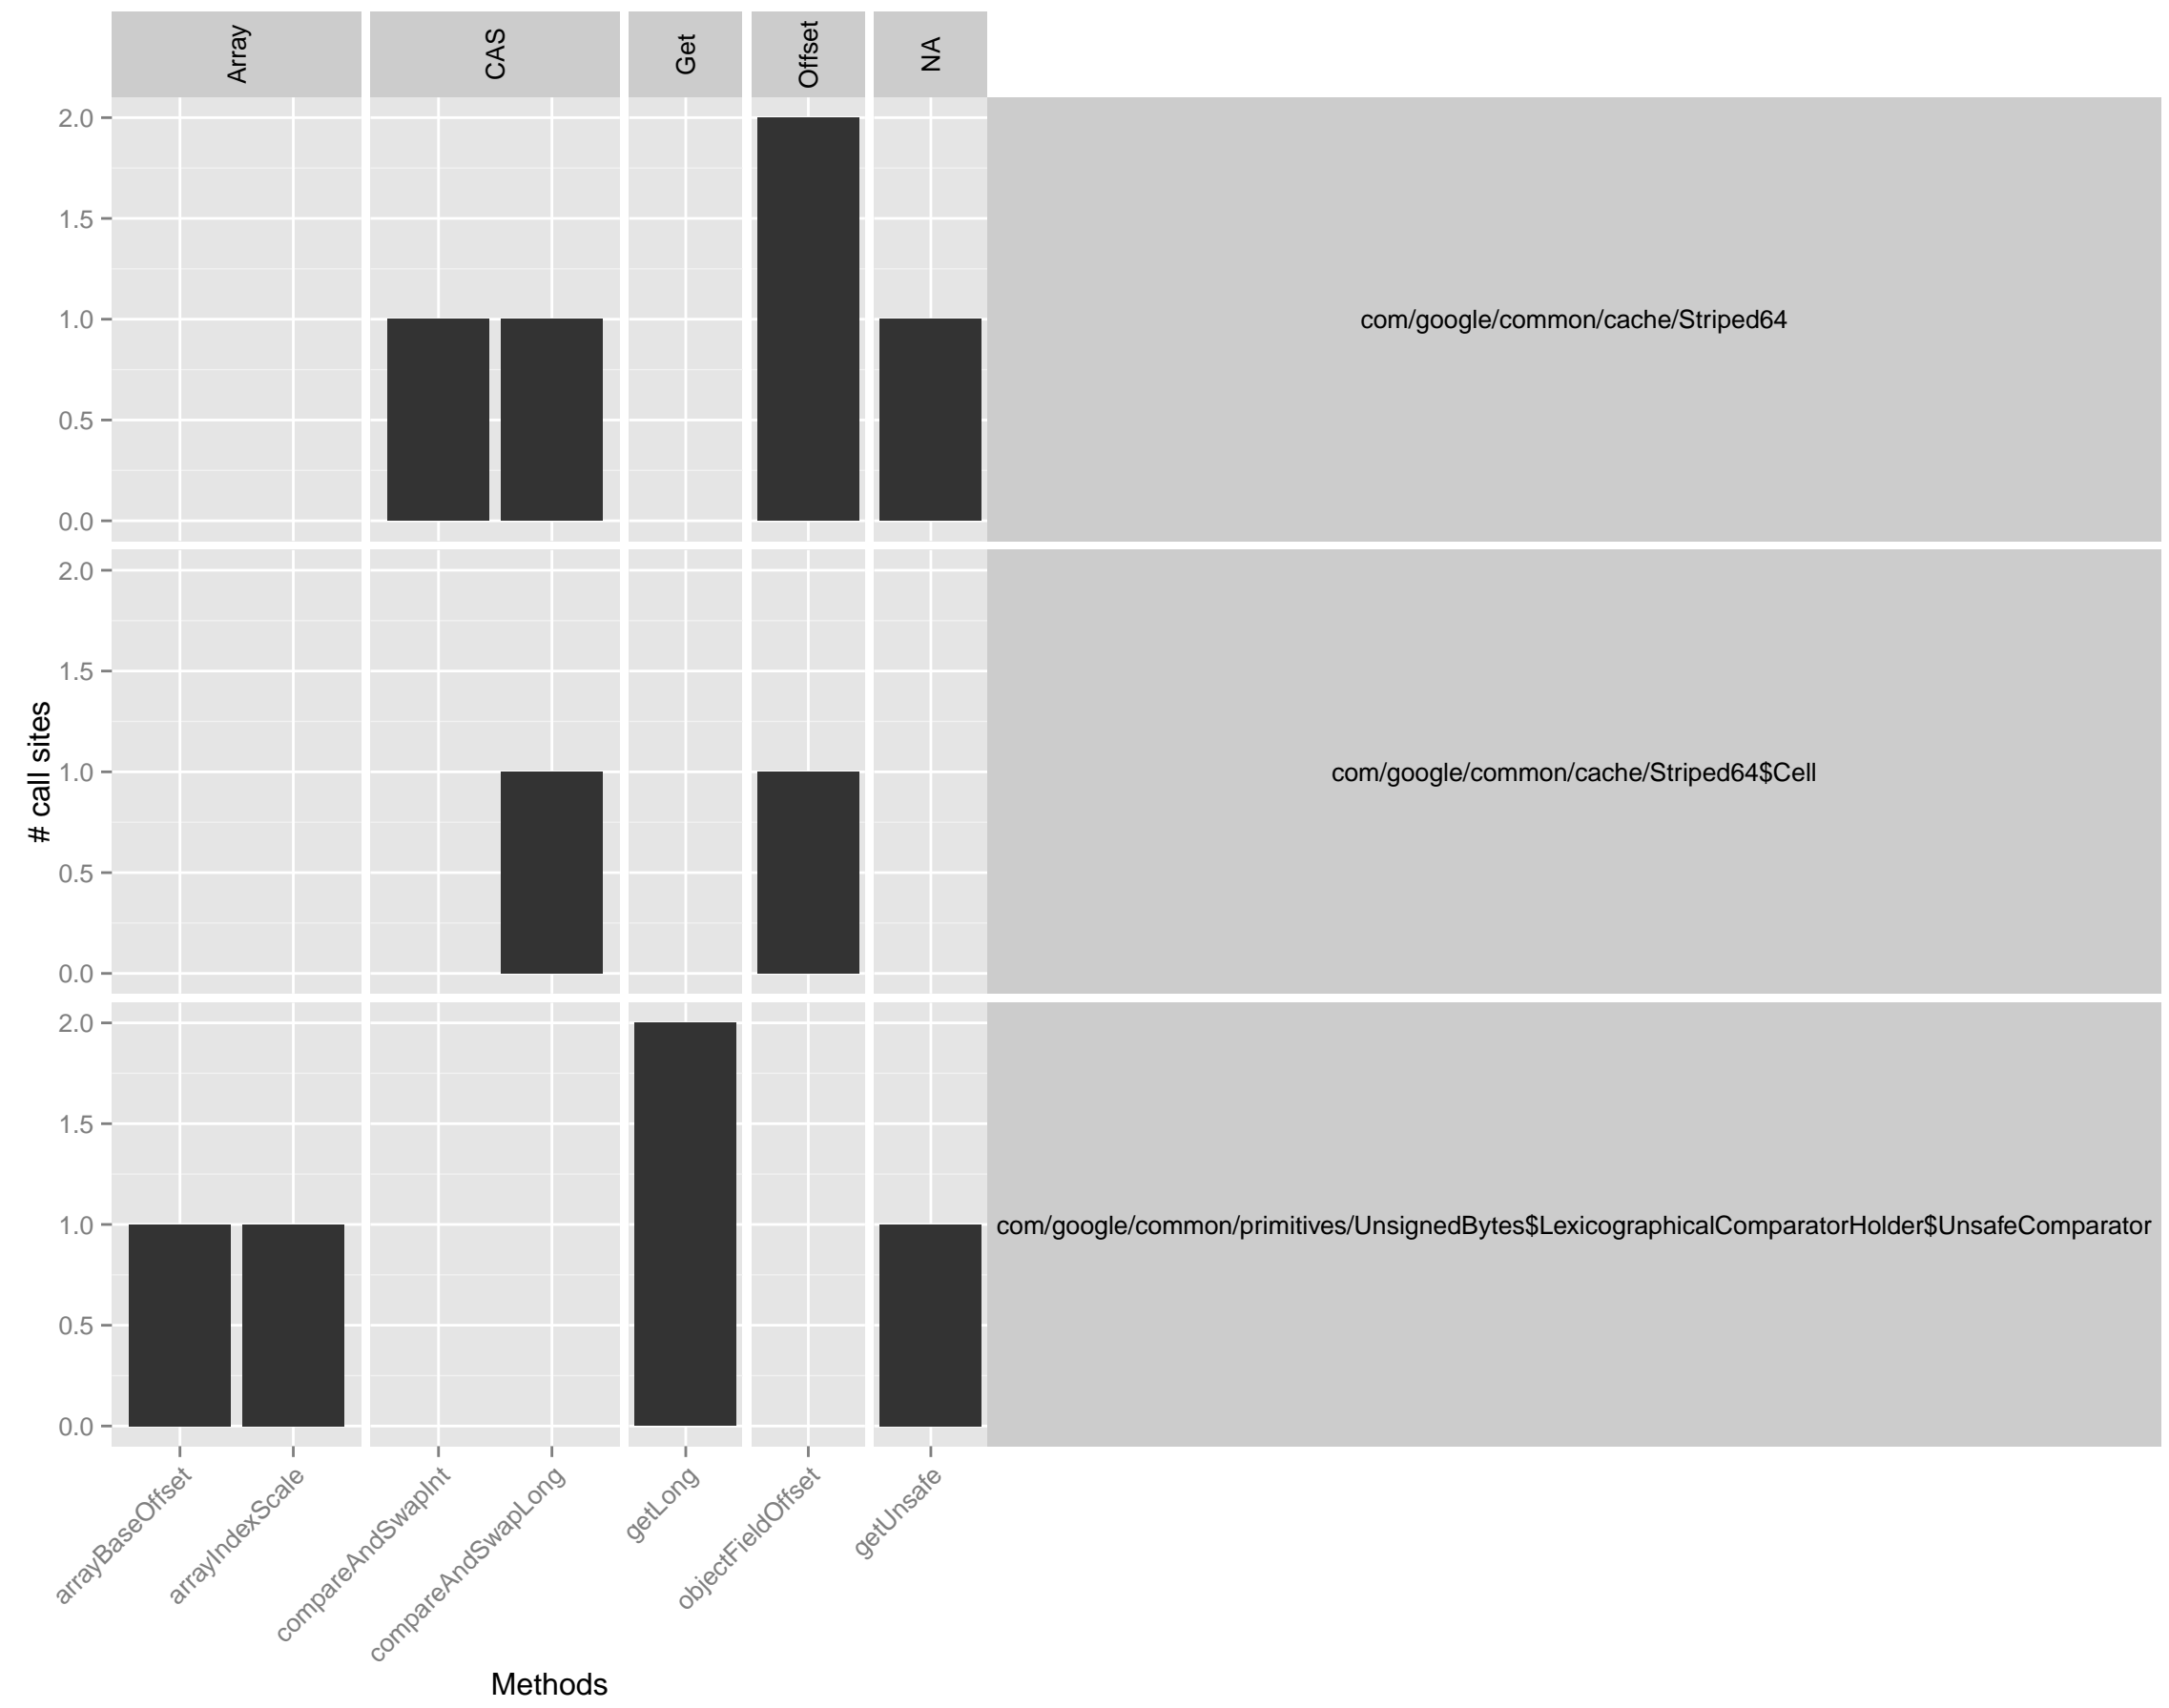 Array
CAS
Get
Offset
NA
2.0
1.5
1.0
0.5
0.0
com/google/common/cache/Striped64
2.0
1.5
1.0
0.5
0.0
com/google/common/cache/Striped64$Cell
2.0
1.5
1.0
0.5
0.0
com/google/common/primitives/UnsignedBytes$LexicographicalComparatorHolder$UnsafeComparator
# call sites
arrayBaseOffset
arrayIndexScale
compareAndSwapInt
compareAndSwapLong
getLong
objectFieldOffset
getUnsafe
Methods